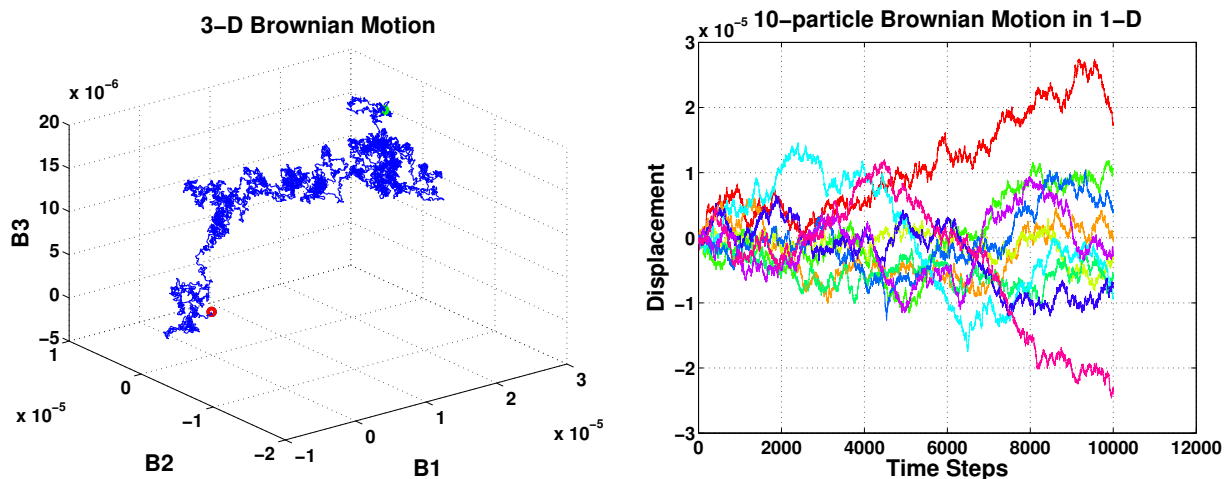 3−D Brownian Motion
x 10⁻⁶
20
15
10
5
0
−5
B3
1
0
−1
−2
x 10⁻⁵
B2
−1
0
1
2
3
x 10⁻⁵
B1
x 10⁻⁵
10−particle Brownian Motion in 1−D
3
2
1
0
−1
−2
−3
Displacement
0
2000
4000
6000
8000
10000
12000
Time Steps